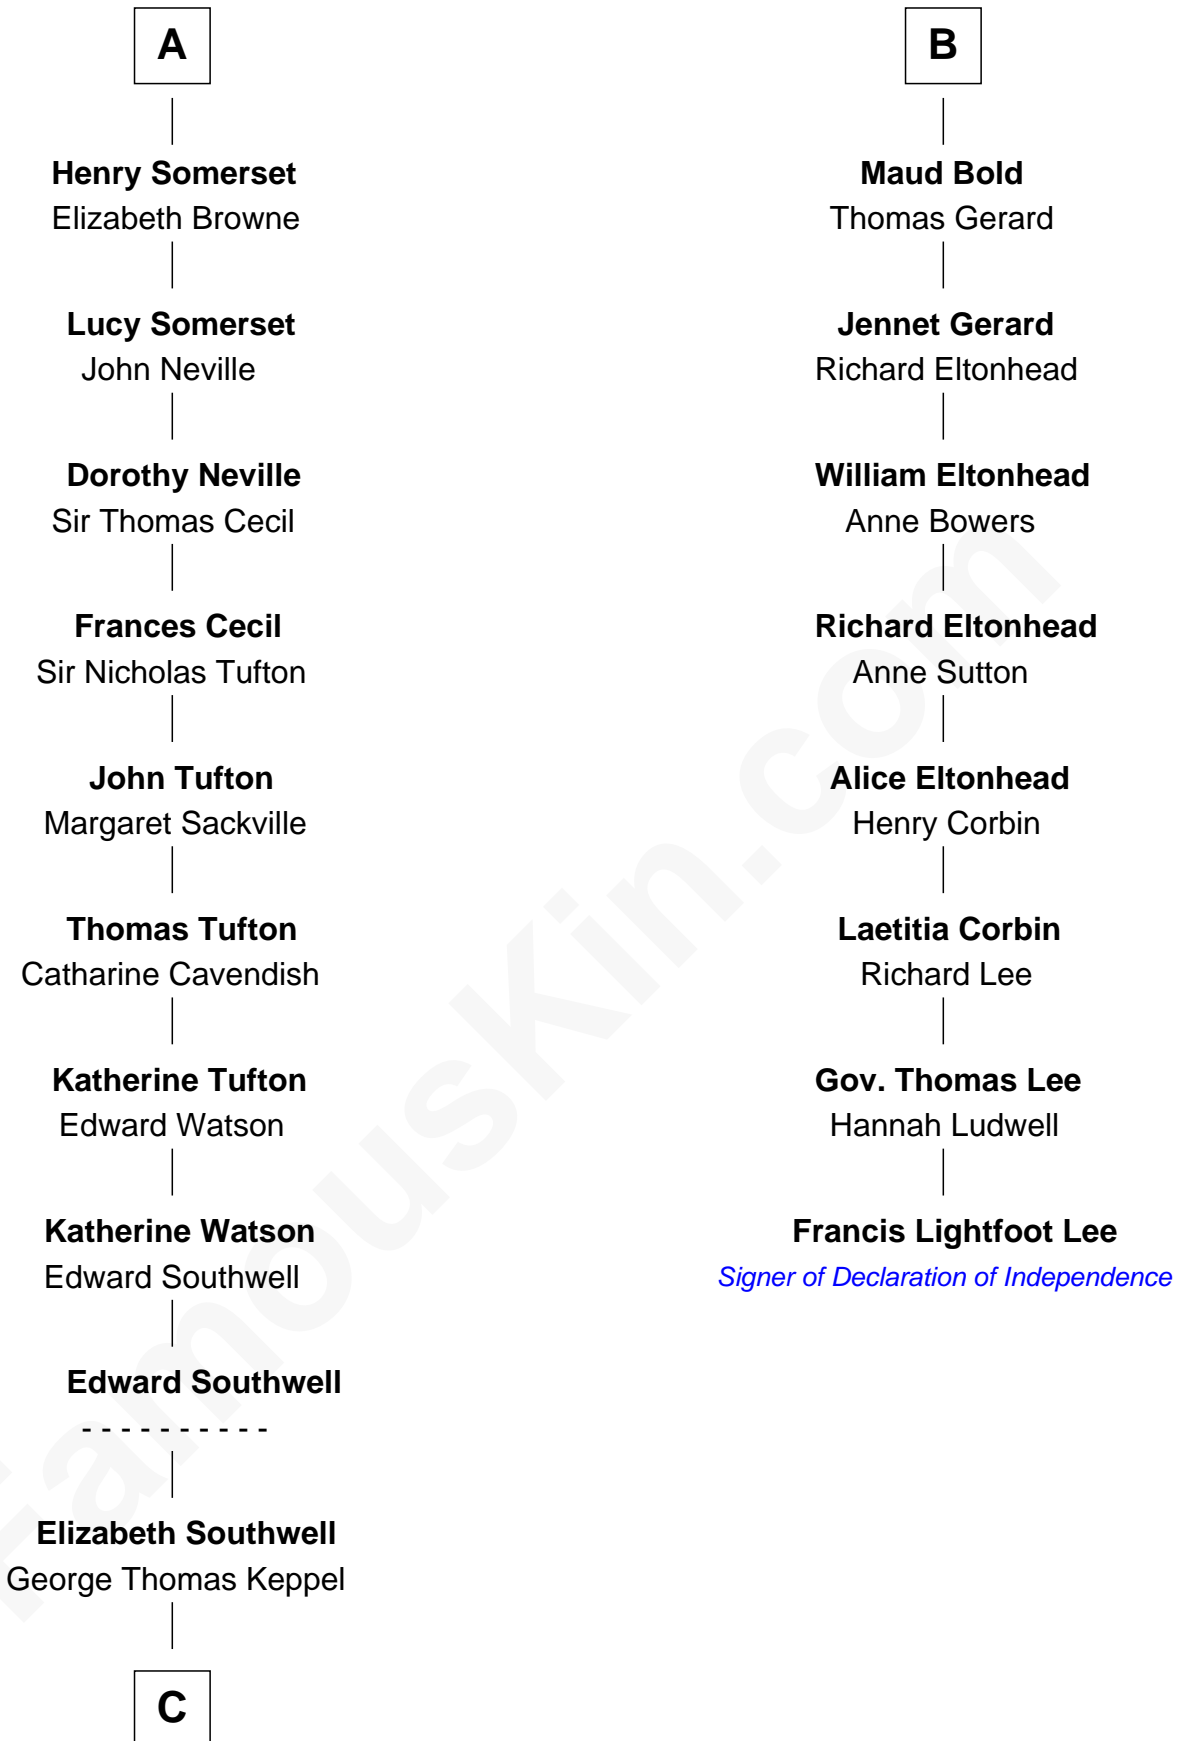 A
Henry Somerset
Elizabeth Browne
Lucy Somerset
John Neville
Dorothy Neville
Sir Thomas Cecil
Frances Cecil
Sir Nicholas Tufton
John Tufton
Margaret Sackville
Thomas Tufton
Catharine Cavendish
Katherine Tufton
Edward Watson
Katherine Watson
Edward Southwell
Edward Southwell
- - - - - - - - - -
Elizabeth Southwell
George Thomas Keppel
C
B
Maud Bold
Thomas Gerard
Jennet Gerard
Richard Eltonhead
William Eltonhead
Anne Bowers
Richard Eltonhead
Anne Sutton
Alice Eltonhead
Henry Corbin
Laetitia Corbin
Richard Lee
Gov. Thomas Lee
Hannah Ludwell
Francis Lightfoot Lee
Signer of Declaration of Independence
FamousKin.com